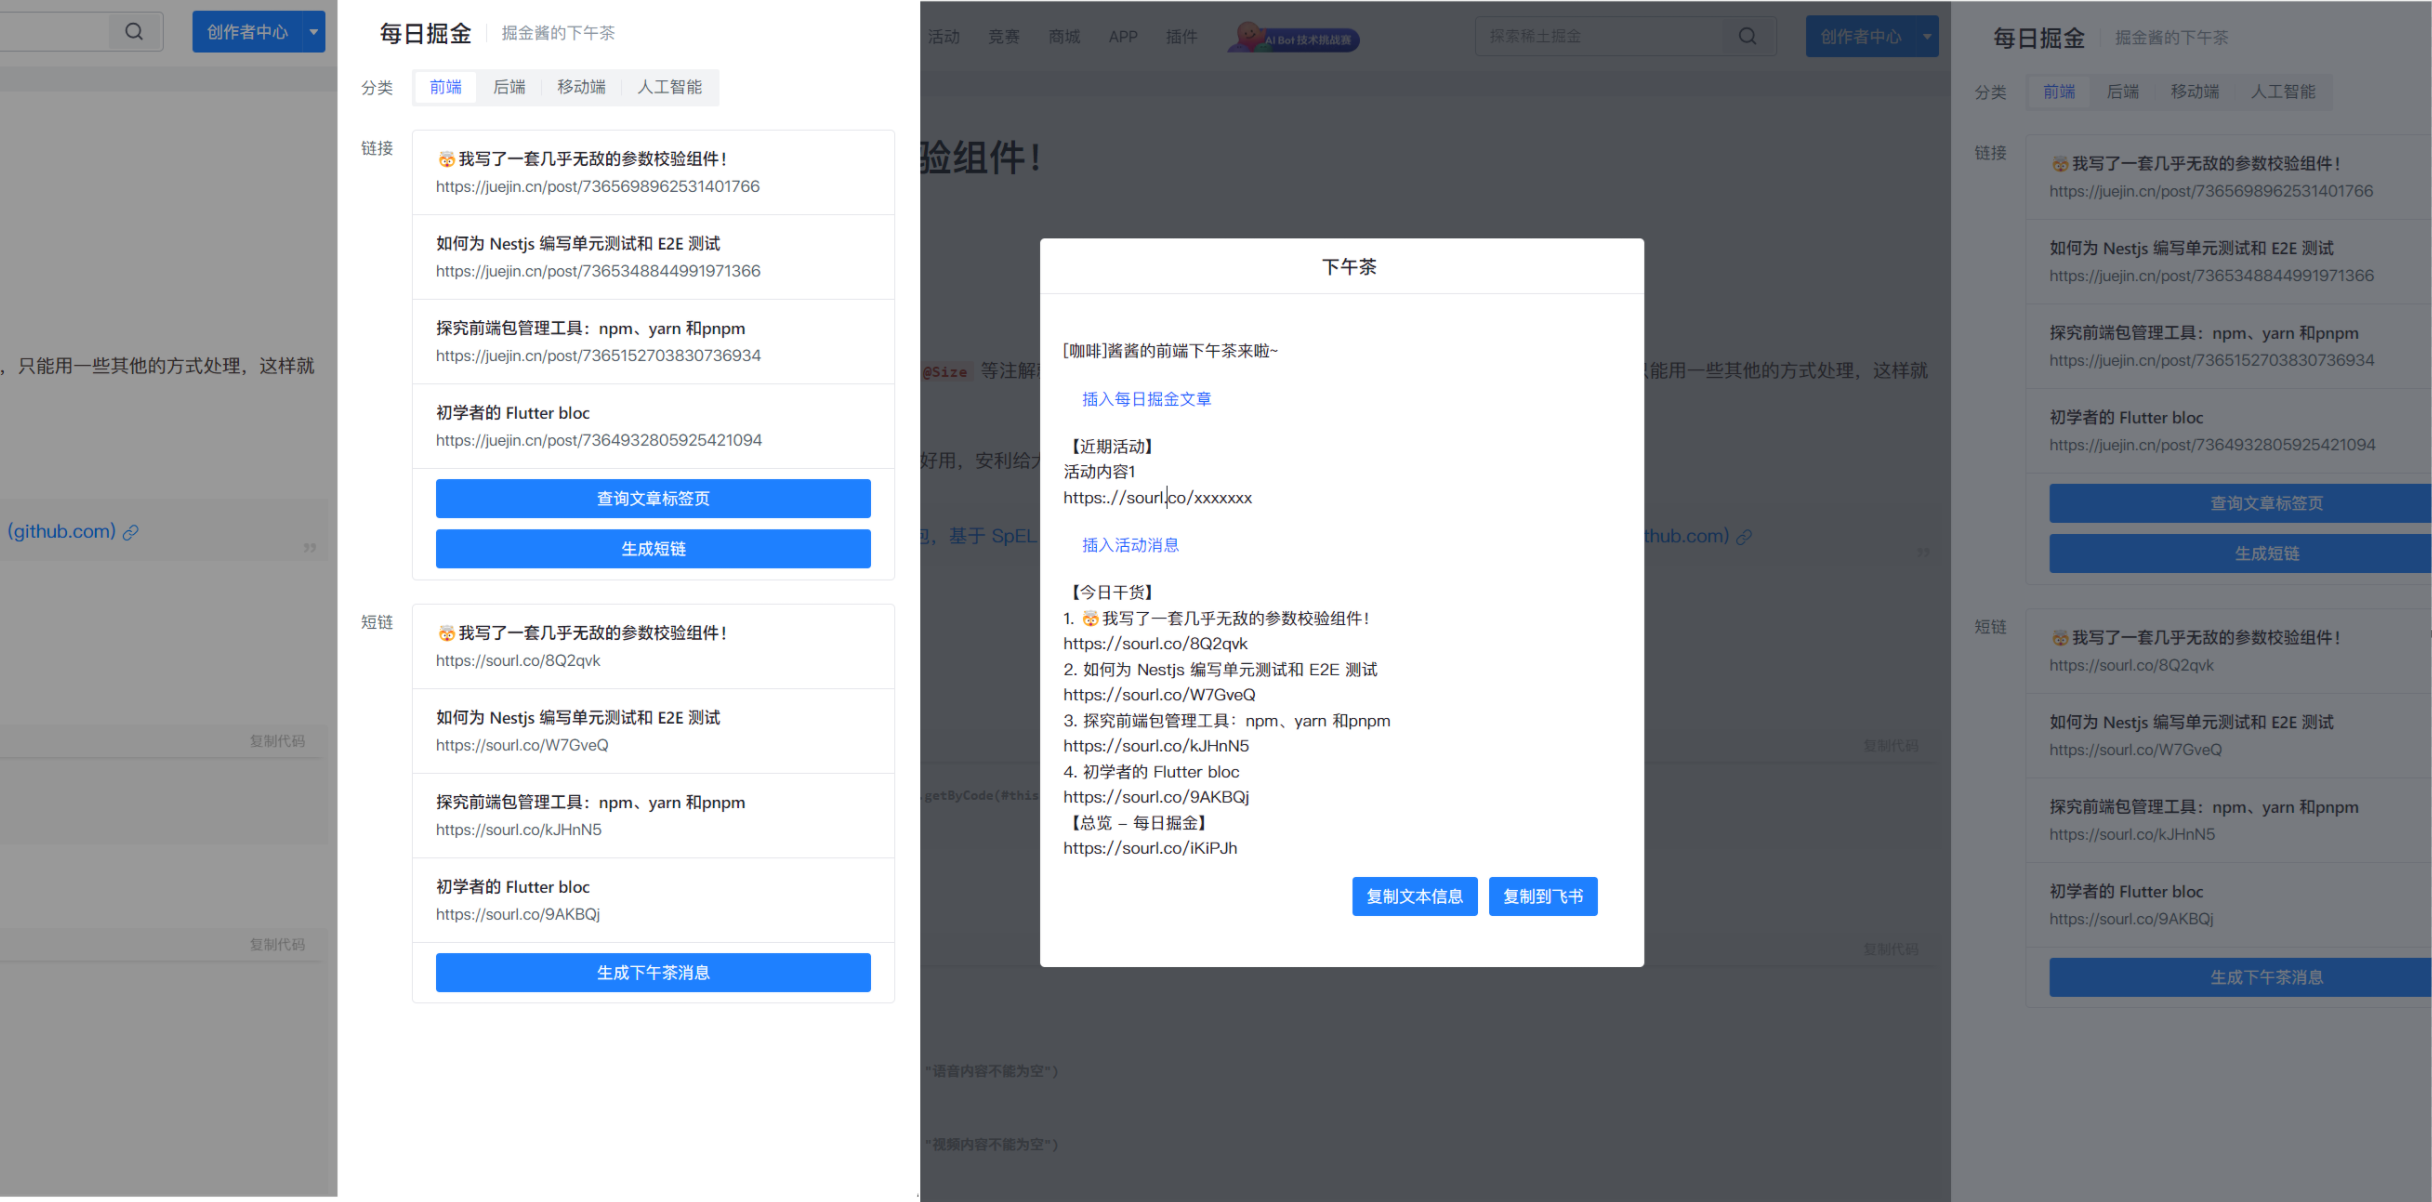 创作者中心
，只能用一些其他的方式处理，这样就
(github.com)
”
复制代码
复制代码
每日掘金
掘金酱的下午茶
分类
前端
后端
移动端
人工智能
链接
🤯我写了一套几乎无敌的参数校验组件！
https://juejin.cn/post/7365698962531401766
如何为 Nestjs 编写单元测试和 E2E 测试
https://juejin.cn/post/7365348844991971366
探究前端包管理工具：npm、yarn 和pnpm
https://juejin.cn/post/7365152703830736934
初学者的 Flutter bloc
https://juejin.cn/post/7364932805925421094
查询文章标签页
生成短链
短链
🤯我写了一套几乎无敌的参数校验组件！
https://sourl.co/8Q2qvk
如何为 Nestjs 编写单元测试和 E2E 测试
https://sourl.co/W7GveQ
探究前端包管理工具：npm、yarn 和pnpm
https://sourl.co/kJHnN5
初学者的 Flutter bloc
https://sourl.co/9AKBQj
生成下午茶消息
活动
竞赛
商城
APP
插件
AI Bot 技术挑战赛
探索稀土掘金
创作者中心
验组件！
@Size 等注解
能用一些其他的方式处理，这样就
好用，安利给
，基于 SpEL
thub.com)
”
复制代码
.getByCode(#this
复制代码
"语音内容不能为空")
"视频内容不能为空")
下午茶
[咖啡]酱酱的前端下午茶来啦~
插入每日掘金文章
【近期活动】
活动内容1
https:.//sourl.co/xxxxxxx
插入活动消息
【今日干货】
1. 🤯我写了一套几乎无敌的参数校验组件！
https://sourl.co/8Q2qvk
2. 如何为 Nestjs 编写单元测试和 E2E 测试
https://sourl.co/W7GveQ
3. 探究前端包管理工具：npm、yarn 和pnpm
https://sourl.co/kJHnN5
4. 初学者的 Flutter bloc
https://sourl.co/9AKBQj
【总览 – 每日掘金】
https://sourl.co/iKiPJh
复制文本信息
复制到飞书
每日掘金
掘金酱的下午茶
分类
前端
后端
移动端
人工智能
链接
🤯我写了一套几乎无敌的参数校验组件！
https://juejin.cn/post/7365698962531401766
如何为 Nestjs 编写单元测试和 E2E 测试
https://juejin.cn/post/7365348844991971366
探究前端包管理工具：npm、yarn 和pnpm
https://juejin.cn/post/7365152703830736934
初学者的 Flutter bloc
https://juejin.cn/post/7364932805925421094
查询文章标签页
生成短链
短链
🤯我写了一套几乎无敌的参数校验组件！
https://sourl.co/8Q2qvk
如何为 Nestjs 编写单元测试和 E2E 测试
https://sourl.co/W7GveQ
探究前端包管理工具：npm、yarn 和pnpm
https://sourl.co/kJHnN5
初学者的 Flutter bloc
https://sourl.co/9AKBQj
生成下午茶消息